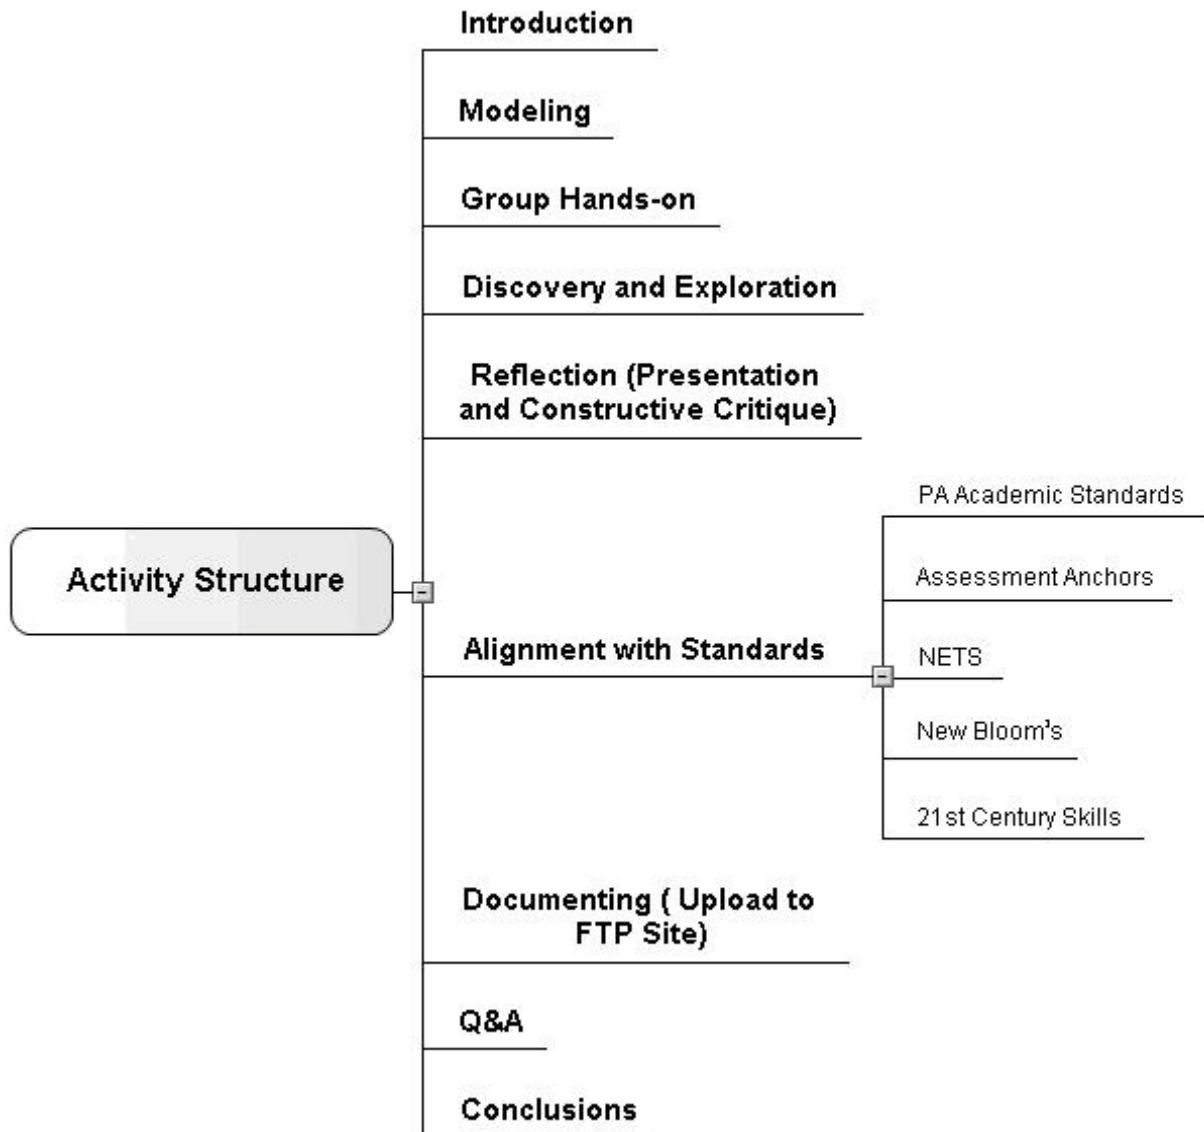 Introduction
Modeling
Group Hands-on
Discovery and Exploration
Reflection (Presentation
and Constructive Critique)
Activity Structure
Alignment with Standards
PA Academic Standards
Assessment Anchors
NETS
New Bloom's
21st Century Skills
Documenting ( Upload to
FTP Site)
Q&A
Conclusions